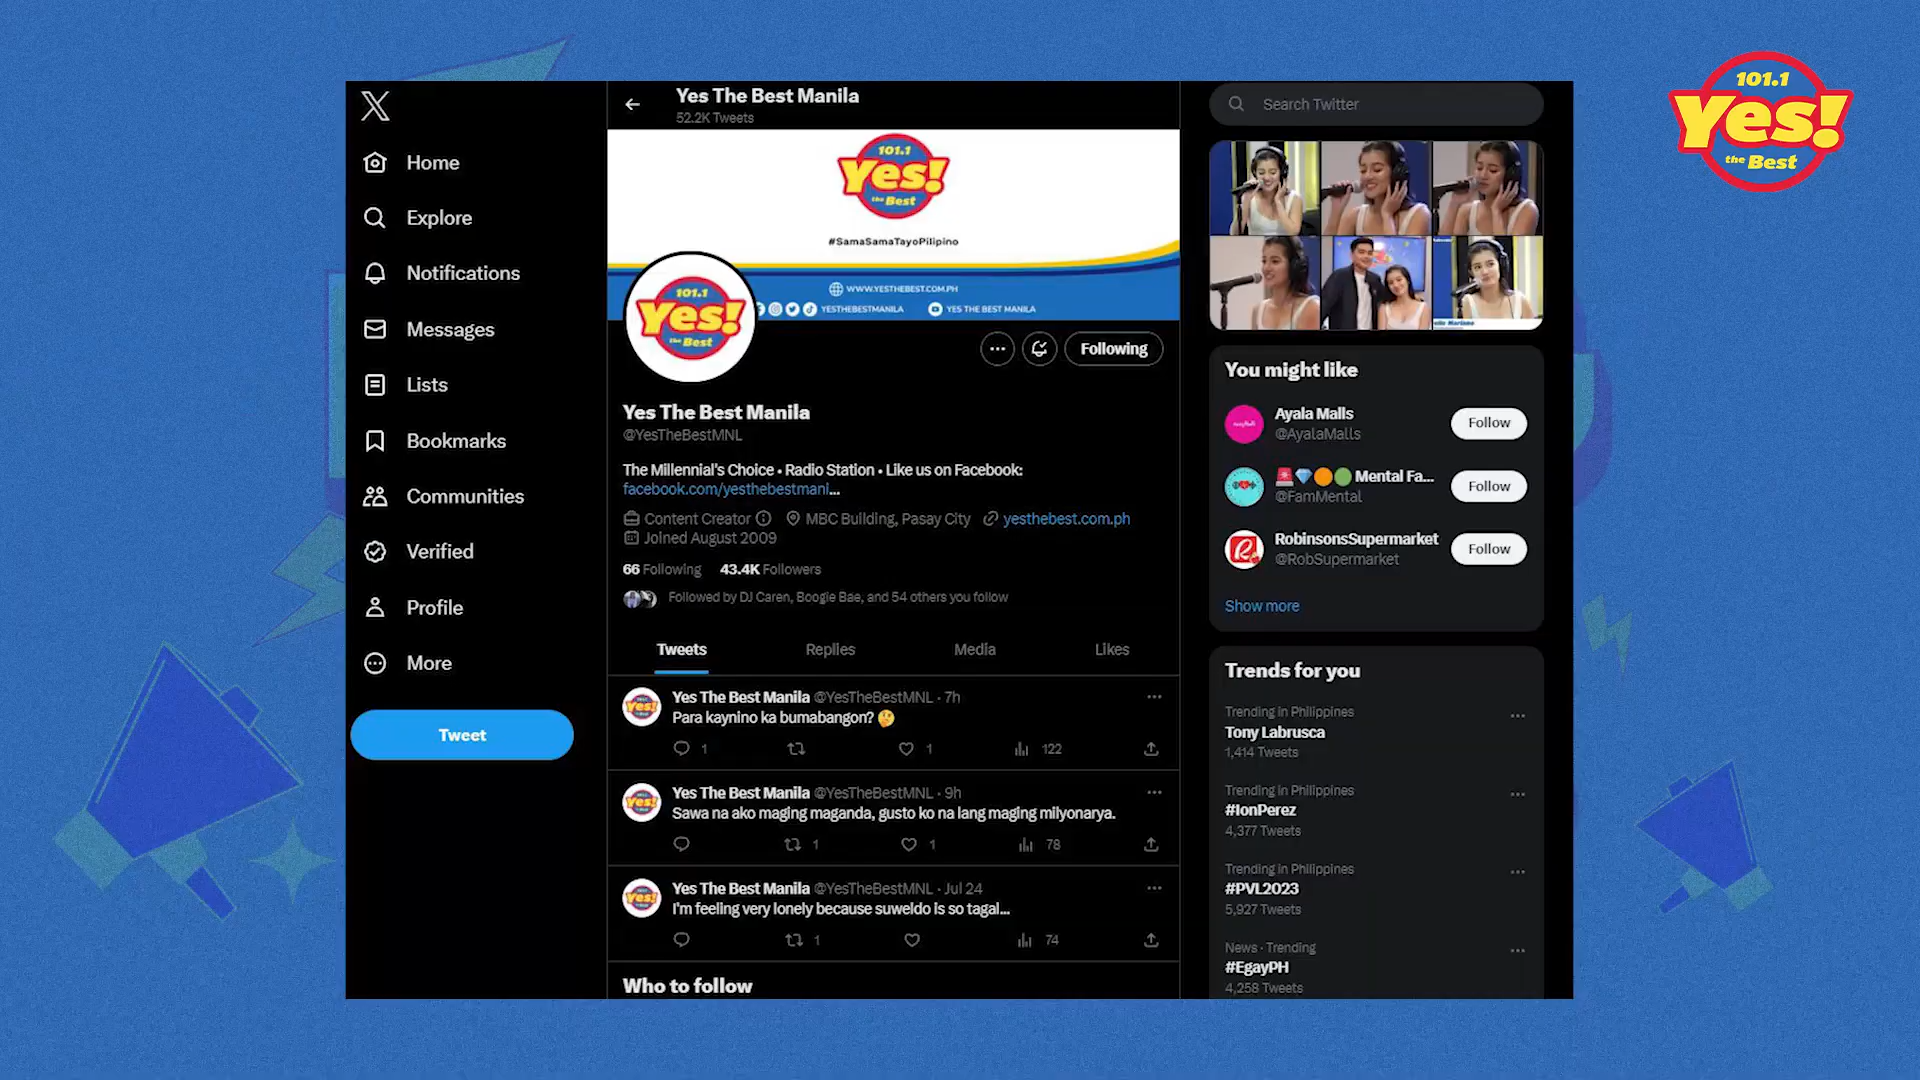 101.1
Yes!
the Best
Home
Explore
Notifications
Messages
Lists
Bookmarks
Communities
Verified
Profile
More
Tweet
Yes The Best Manila
52.2K Tweets
101.1
Yes!
the Best
#SamaSamaTayoPilipino
WWW.YESTHEBEST.COM.PH
YESTHEBESTMANILA
YES THE BEST MANILA
101.1
Yes!
the Best
Following
Yes The Best Manila
@YesTheBestMNL
The Millennial's Choice • Radio Station • Like us on Facebook:
facebook.com/yesthebestmani...
Content Creator MBC Building, Pasay City yesthebest.com.ph
Joined August 2009
66 Following 43.4K Followers
Followed by DJ Caren, Boogie Bae, and 54 others you follow
Tweets Replies Media Likes
Yes The Best Manila @YesTheBestMNL · 7h
Para kaynino ka bumabangon? 🤔
1 1 122
Yes The Best Manila @YesTheBestMNL · 9h
Sawa na ako maging maganda, gusto ko na lang maging milyonarya.
1 1 78
Yes The Best Manila @YesTheBestMNL · Jul 24
I'm feeling very lonely because suweldo is so tagal...
1 74
Who to follow
Search Twitter
You might like
Ayala Malls
@AyalaMalls
Follow
🚨💎🟠🟢 Mental Fa...
@FamMental
Follow
RobinsonsSupermarket
@RobSupermarket
Follow
Show more
Trends for you
Trending in Philippines
Tony Labrusca
1,414 Tweets
Trending in Philippines
#IonPerez
4,377 Tweets
Trending in Philippines
#PVL2023
5,927 Tweets
News · Trending
#EgayPH
4,258 Tweets